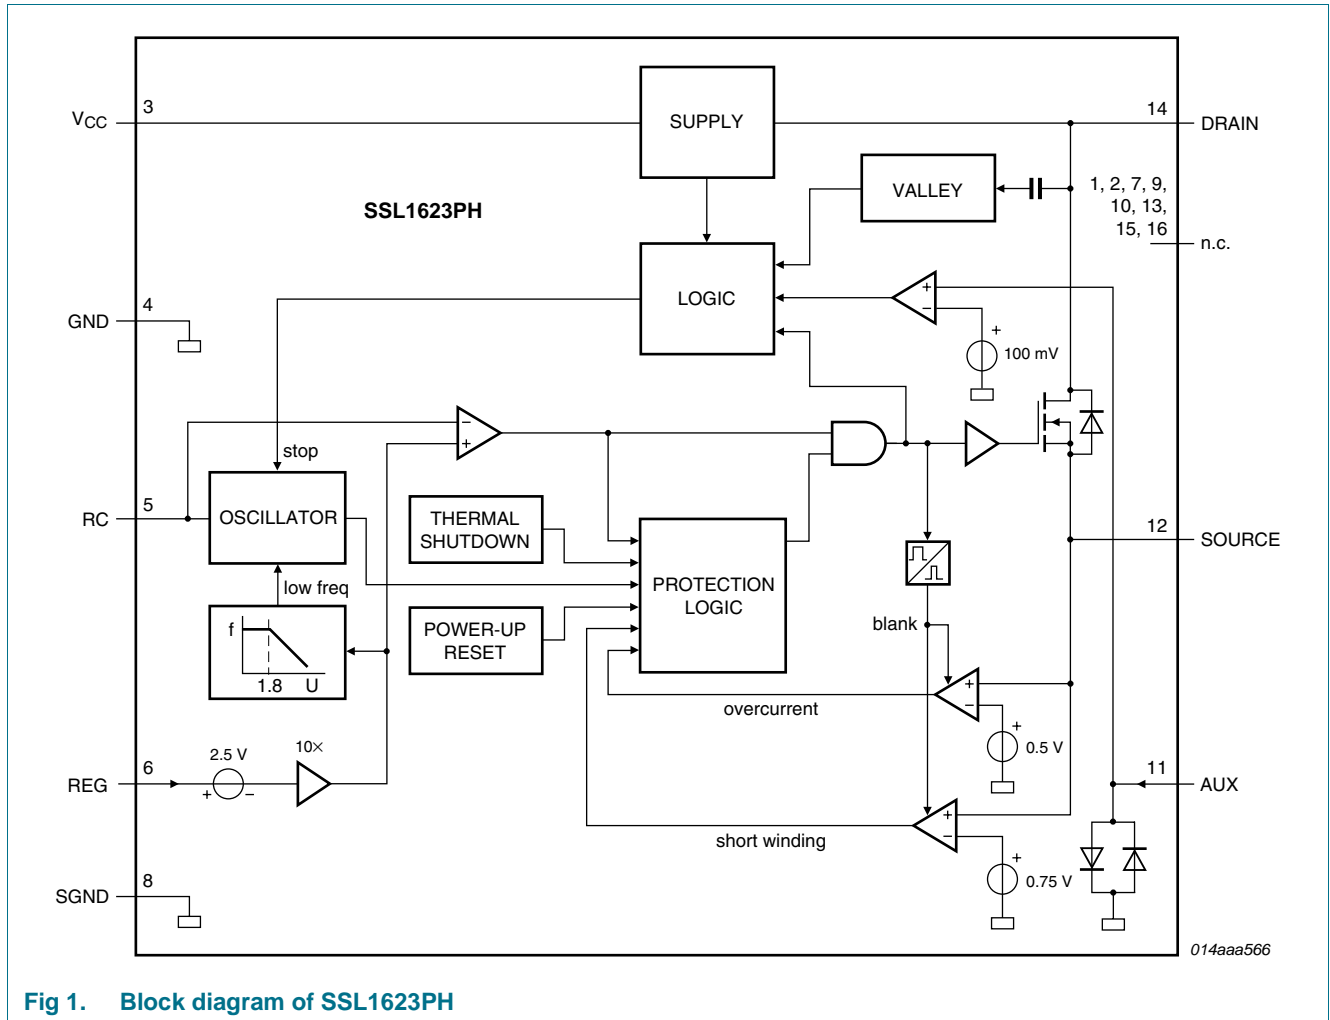 3
V_CC
SUPPLY
14
DRAIN
VALLEY
1, 2, 7, 9,
10, 13,
15, 16
n.c.
SSL1623PH
4
GND
LOGIC
+
−
+
100 mV
−
+
stop
5
RC
OSCILLATOR
THERMAL
SHUTDOWN
12
SOURCE
PROTECTION
LOGIC
low freq
f
1.8 U
POWER-UP
RESET
blank
+
−
overcurrent
+
0.5 V
2.5 V
10×
6
REG
+ −
11
AUX
+
−
short winding
+
0.75 V
8
SGND
014aaa566
Fig 1. Block diagram of SSL1623PH